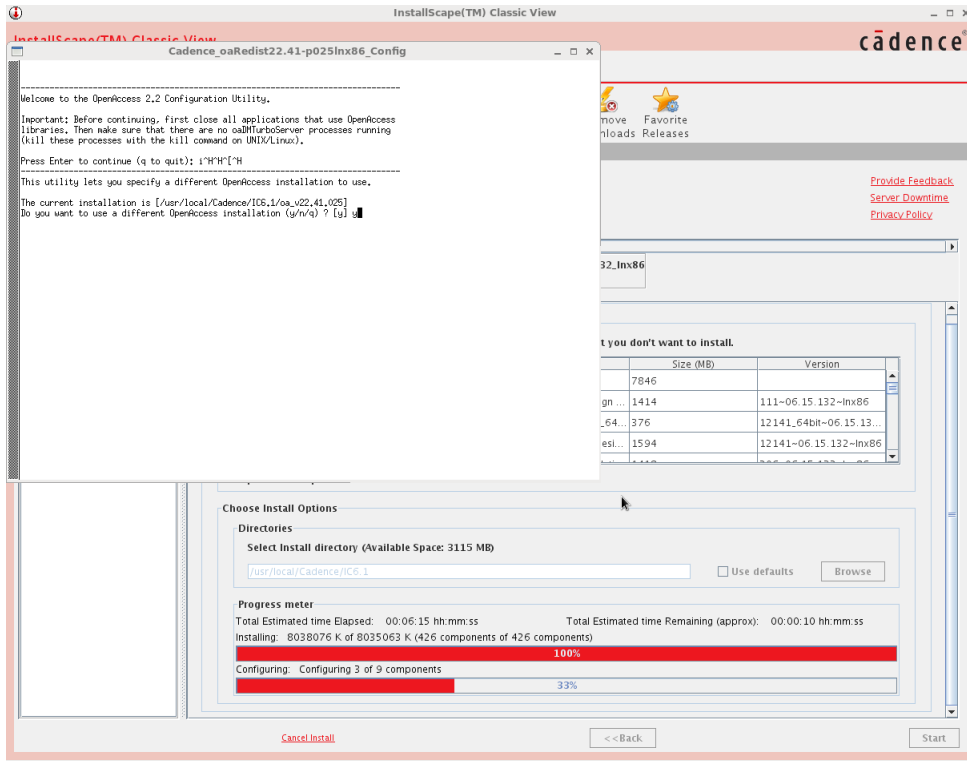 InstallScape(TM) Classic View
InstallScape(TM) Classic View
cādence
Cadence_oaRedist22.41-p025lnx86_Config
--------------------------------------------------------------------------------
Welcome to the OpenAccess 2.2 Configuration Utility.
Important: Before continuing, first close all applications that use OpenAccess
libraries. Then make sure that there are no oaDMTurboServer processes running
(kill these processes with the kill command on UNIX/Linux).
Press Enter to continue (q to quit): i^H^H^[^H
--------------------------------------------------------------------------------
This utility lets you specify a different OpenAccess installation to use.
The current installation is [/usr/local/Cadence/IC6.1/oa_v22.41.025]
Do you want to use a different OpenAccess installation (y/n/q) ? [y] y
move Favorite
nloads Releases
Provide Feedback
Server Downtime
Privacy Policy
32_lnx86
t you don't want to install.
Size (MB) Version
7846
gn ... 1414 111~06.15.132~lnx86
_64... 376 12141_64bit~06.15.13...
esi... 1594 12141~06.15.132~lnx86
Choose Install Options
Directories
Select Install directory (Available Space: 3115 MB)
/usr/local/Cadence/IC6.1 Use defaults Browse
Progress meter
Total Estimated time Elapsed: 00:06:15 hh:mm:ss Total Estimated time Remaining (approx): 00:00:10 hh:mm:ss
Installing: 8038076 K of 8035063 K (426 components of 426 components)
100%
Configuring: Configuring 3 of 9 components
33%
Cancel Install <<Back Start